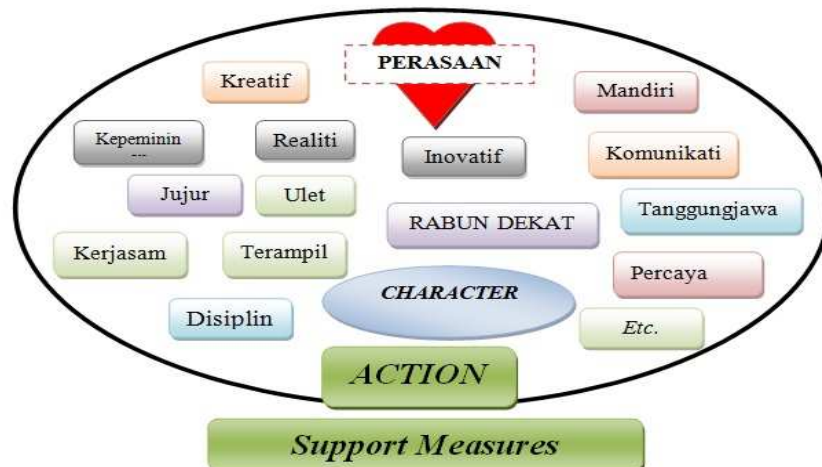 PERASAAN
Kreatif
Mandiri
Kepeminin
---
Realiti
Inovatif
Komunikati
Jujur
Ulet
RABUN DEKAT
Tanggungjawa
Kerjasam
Terampil
Percaya
CHARACTER
Disiplin
Etc.
ACTION
Support Measures